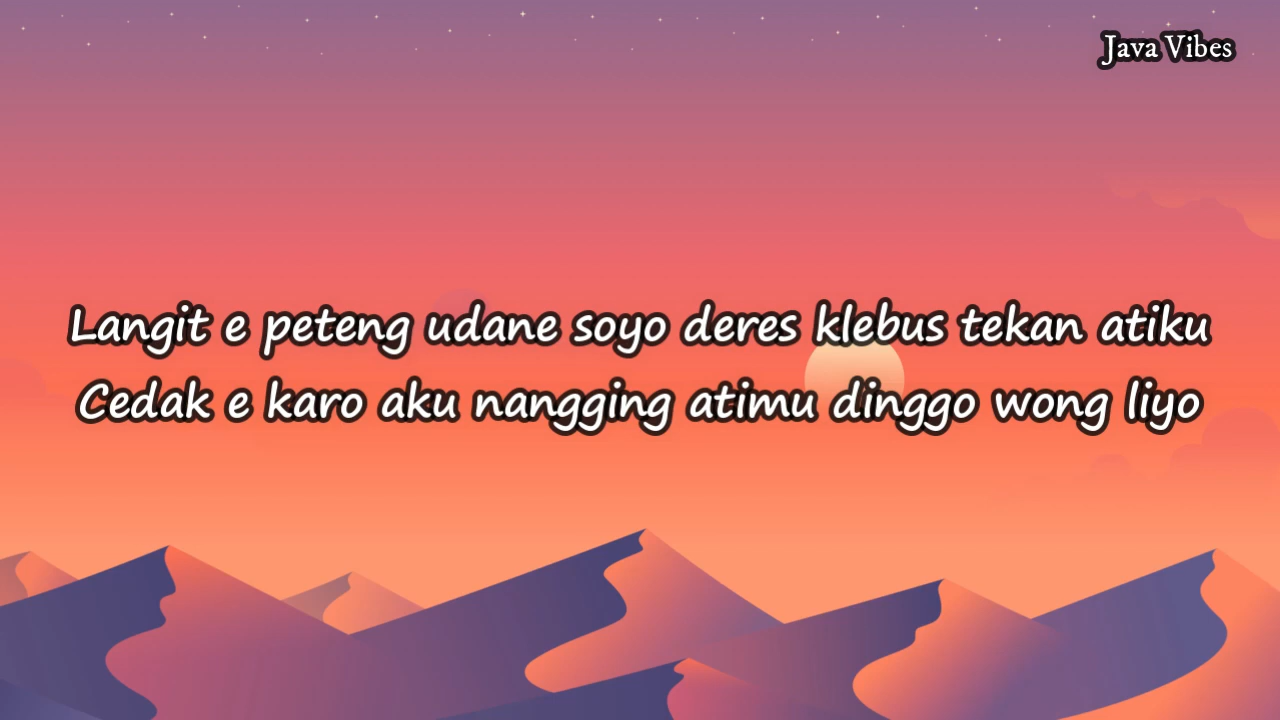 Java Vibes
Langit e peteng udane soyo deres klebus tekan atiku
Cedak e karo aku nangging atimu dinggo wong liyo